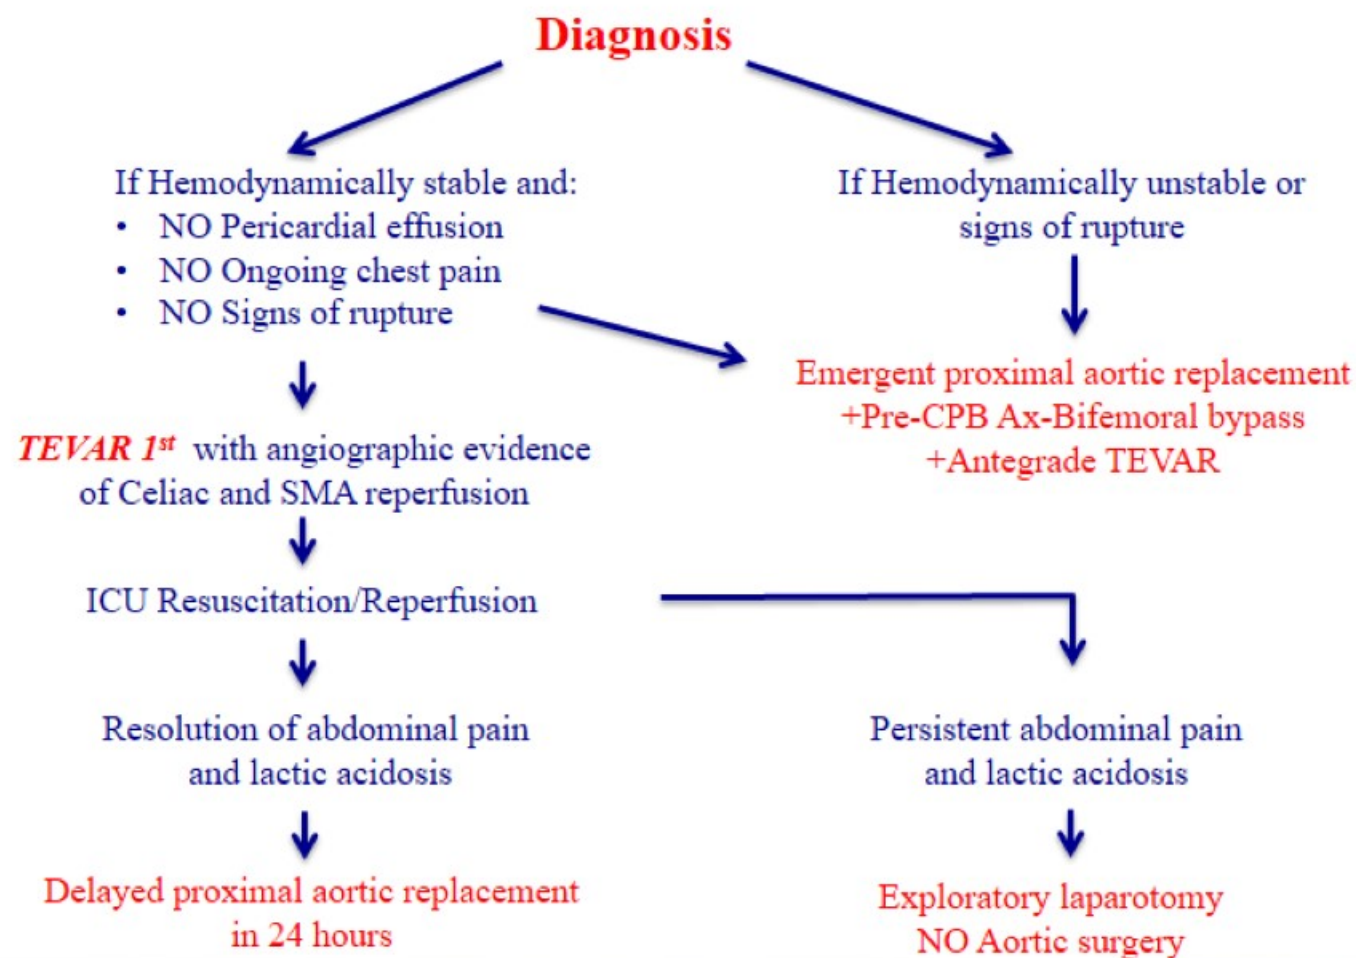 Diagnosis
If Hemodynamically stable and:
• NO Pericardial effusion
• NO Ongoing chest pain
• NO Signs of rupture
If Hemodynamically unstable or
signs of rupture
Emergent proximal aortic replacement
+Pre-CPB Ax-Bifemoral bypass
+Antegrade TEVAR
TEVAR 1st with angiographic evidence
of Celiac and SMA reperfusion
ICU Resuscitation/Reperfusion
Resolution of abdominal pain
and lactic acidosis
Persistent abdominal pain
and lactic acidosis
Delayed proximal aortic replacement
in 24 hours
Exploratory laparotomy
NO Aortic surgery